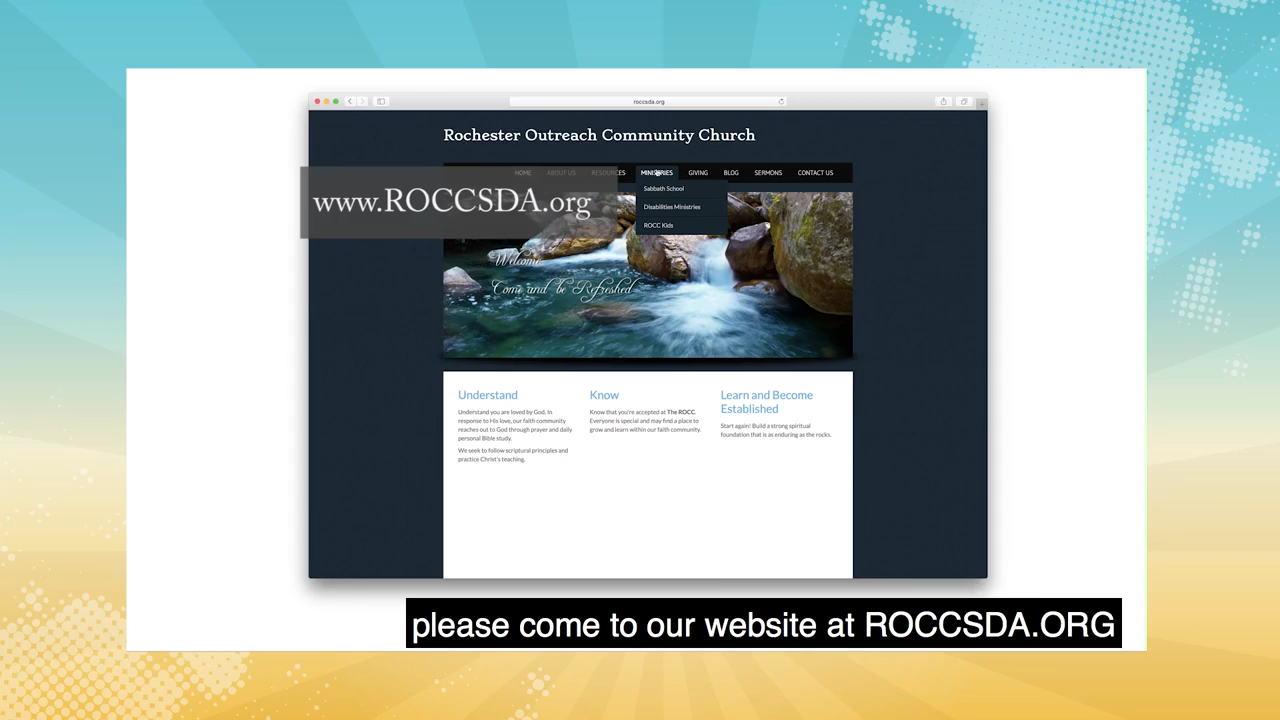 roccsda.org
Rochester Outreach Community Church
HOME ABOUT US RESOURCES MINISTRIES GIVING BLOG SERMONS CONTACT US
Sabbath School
Disabilities Ministries
ROCC Kids
www.ROCCSDA.org
Welcome.
Come and be Refreshed
Understand
Understand you are loved by God. In
response to His love, our faith community
reaches out to God through prayer and daily
personal Bible study.
We seek to follow scriptural principles and
practice Christ's teaching.
Know
Know that you're accepted at The ROCC.
Everyone is special and may find a place to
grow and learn within our faith community.
Learn and Become
Established
Start again! Build a strong spiritual
foundation that is as enduring as the rocks.
please come to our website at ROCCSDA.ORG